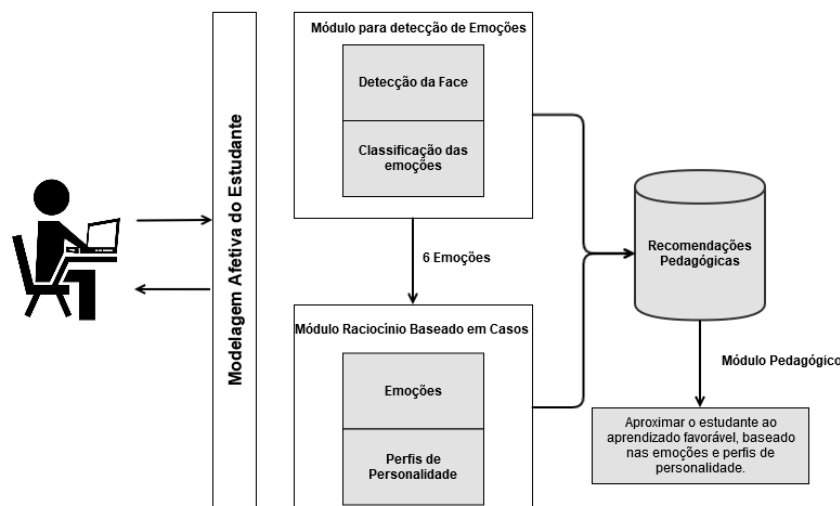 Modelagem Afetiva do Estudante
Módulo para detecção de Emoções
Detecção da Face
Classificação das
emoções
6 Emoções
Módulo Raciocínio Baseado em Casos
Emoções
Perfis de
Personalidade
Recomendações
Pedagógicas
Módulo Pedagógico
Aproximar o estudante ao
aprendizado favorável, baseado
nas emoções e perfis de
personalidade.